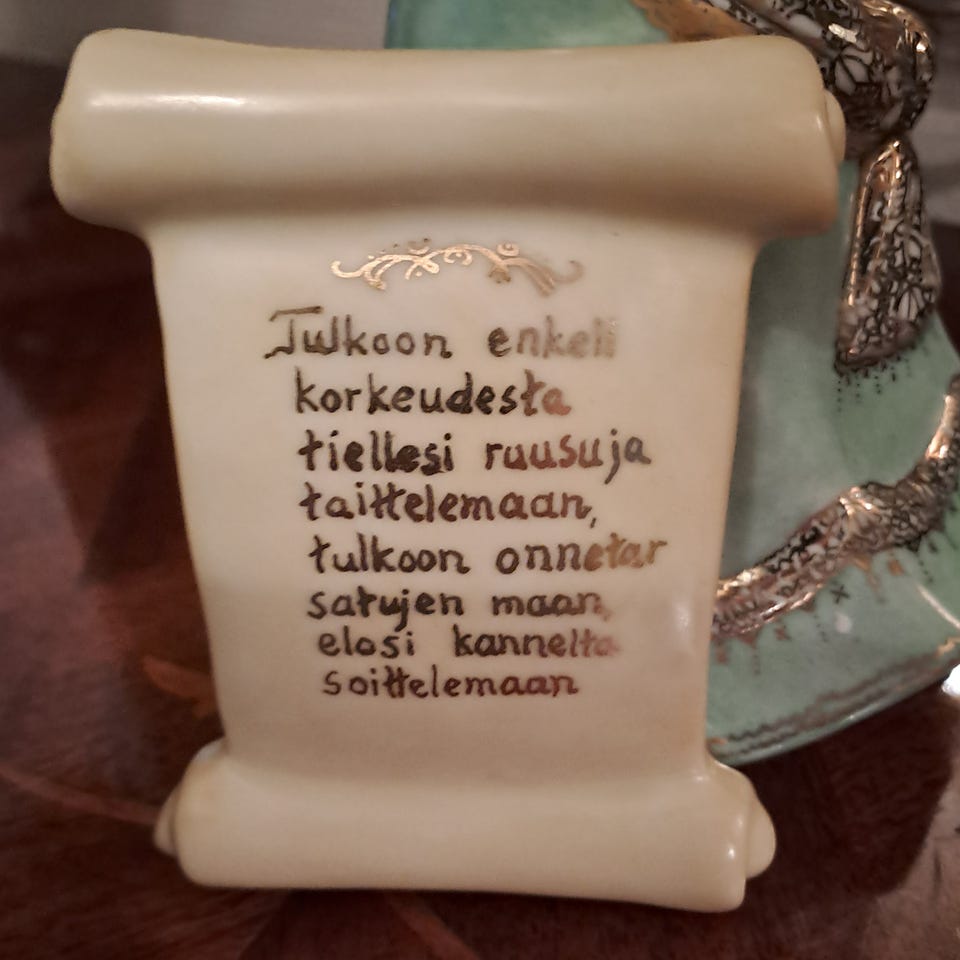 Tulkoon enkeli
korkeudesta
tiellesi ruusuja
taittelemaan,
tulkoon onnetar
satujen maan,
elosi kannelta
soittelemaan